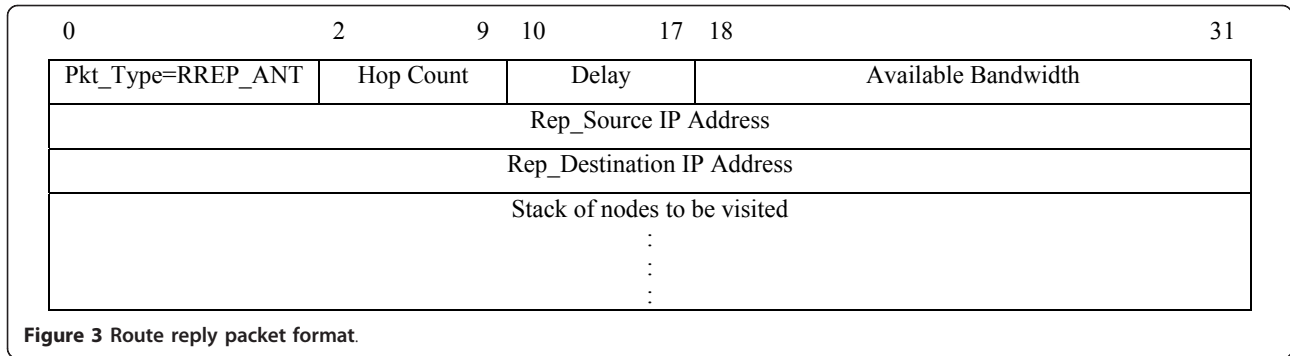 0 2 9 10 17 18 31
Pkt_Type=RREP_ANT Hop Count Delay Available Bandwidth
Rep_Source IP Address
Rep_Destination IP Address
Stack of nodes to be visited
:
:
:
Figure 3 Route reply packet format.